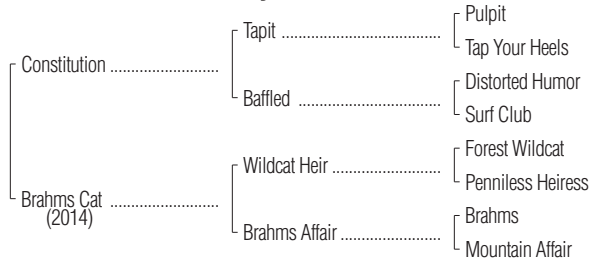 Pulpit
Tapit
Tap Your Heels
Constitution
Distorted Humor
Baffled
Surf Club
Forest Wildcat
Wildcat Heir
Penniless Heiress
Brahms Cat
(2014)
Brahms
Brahms Affair
Mountain Affair